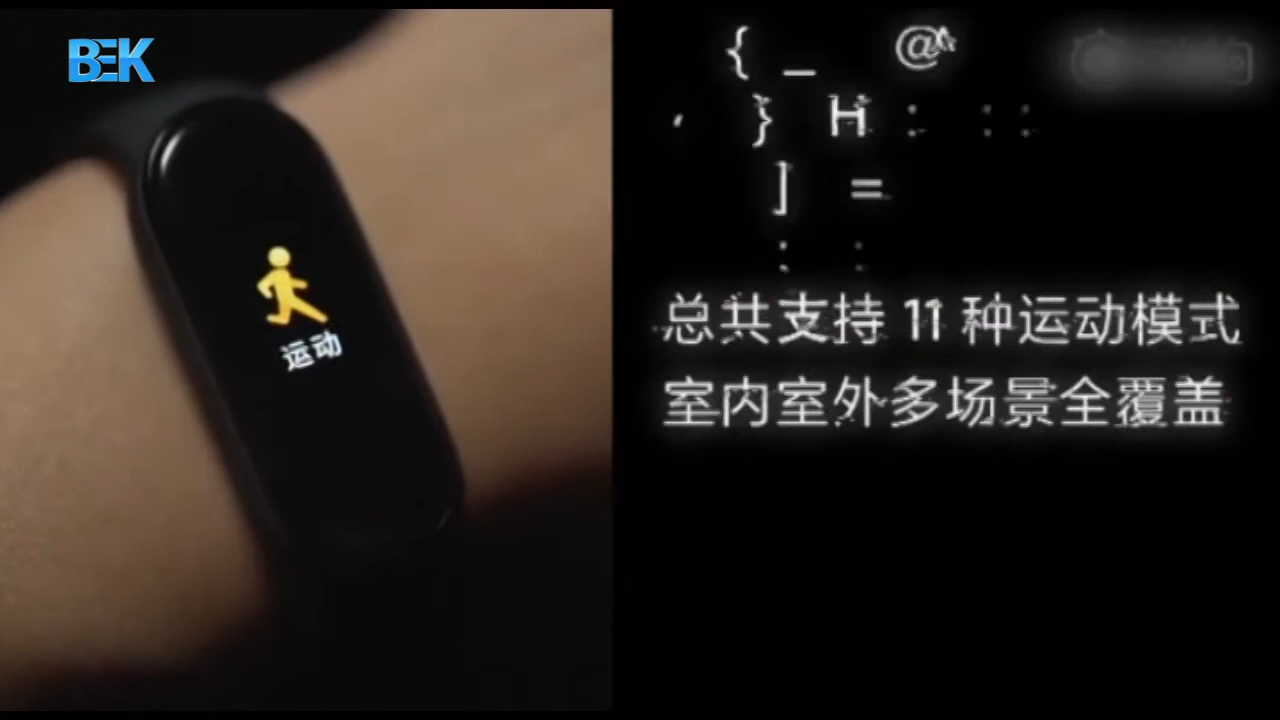 BEK
运动
{ _ @
, } H : : :
] =
: :
总共支持 11 种运动模式
室内室外多场景全覆盖